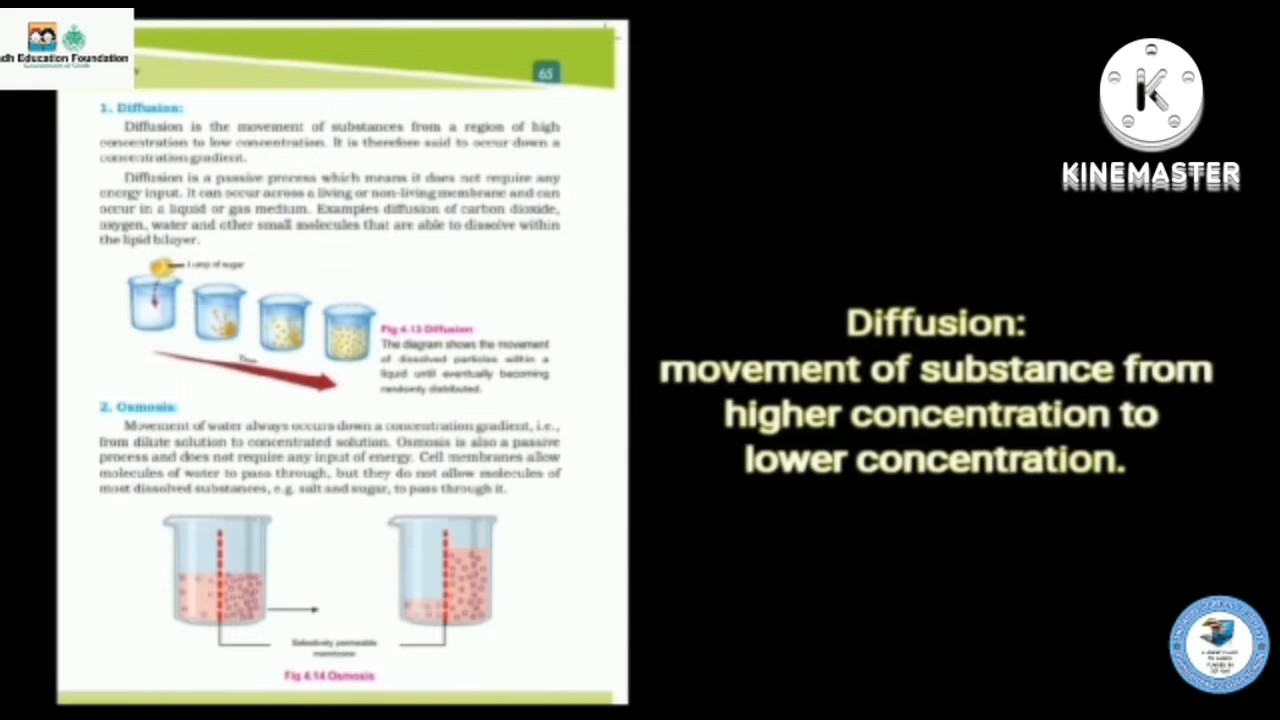 dh Education Foundation
65
1. Diffusion:
Diffusion is the movement of substances from a region of high
concentration to low concentration. It is therefore said to occur down a
concentration gradient.
Diffusion is a passive process which means it does not require any
energy input. It can occur across a living or non-living membrane and can
occur in a liquid or gas medium. Examples diffusion of carbon dioxide,
oxygen, water and other small molecules that are able to dissolve within
the lipid bilayer.
Lump of sugar
Time
Fig 4.13 Diffusion
The diagram shows the movement
of dissolved particles within a
liquid until eventually becoming
randomly distributed.
2. Osmosis:
Movement of water always occurs down a concentration gradient, i.e.,
from dilute solution to concentrated solution. Osmosis is also a passive
process and does not require any input of energy. Cell membranes allow
molecules of water to pass through, but they do not allow molecules of
most dissolved substances, e.g. salt and sugar, to pass through it.
Selectively permeable
membrane
Fig 4.14 Osmosis
K
KINEMASTER
Diffusion:
movement of substance from
higher concentration to
lower concentration.